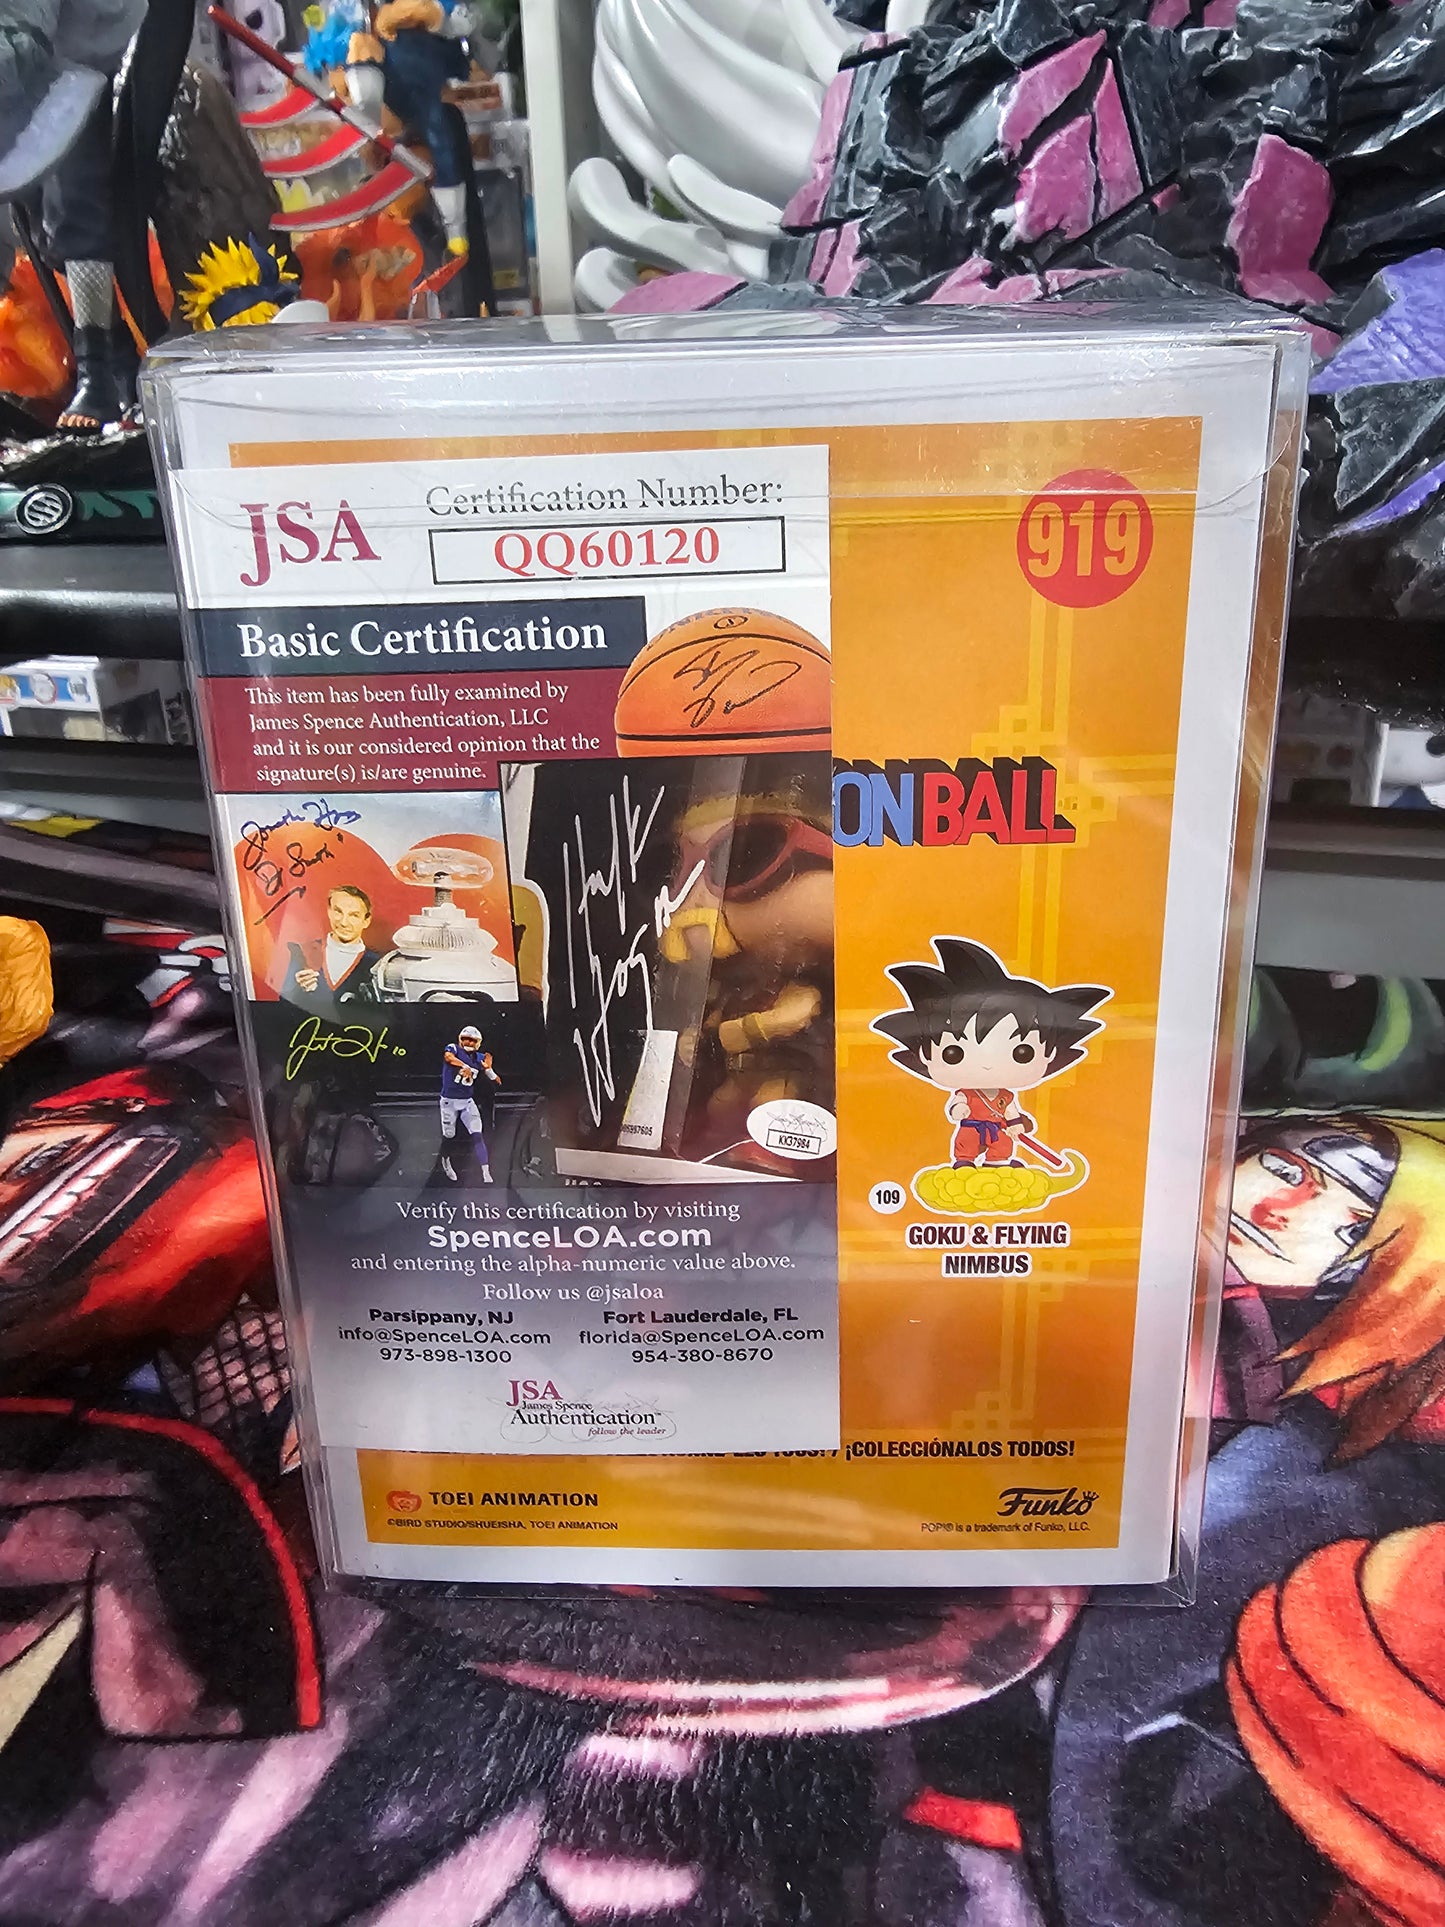 JSA
Certification Number:
QQ60120
919
Basic Certification
This item has been fully examined by
James Spence Authentication, LLC
and it is our considered opinion that the
signature(s) is/are genuine.
ONBALL
KK37984
109
GOKU & FLYING
NIMBUS
Verify this certification by visiting
SpenceLOA.com
and entering the alpha-numeric value above.
Follow us @jsaloa
Parsippany, NJ
info@SpenceLOA.com
973-898-1300
Fort Lauderdale, FL
florida@SpenceLOA.com
954-380-8670
JSA
James Spence
Authentication™
follow the leader
¡COLECCIÓNALOS TODOS!
TOEI ANIMATION
©BIRD STUDIO/SHUEISHA, TOEI ANIMATION
Funko
POP!® is a trademark of Funko, LLC.